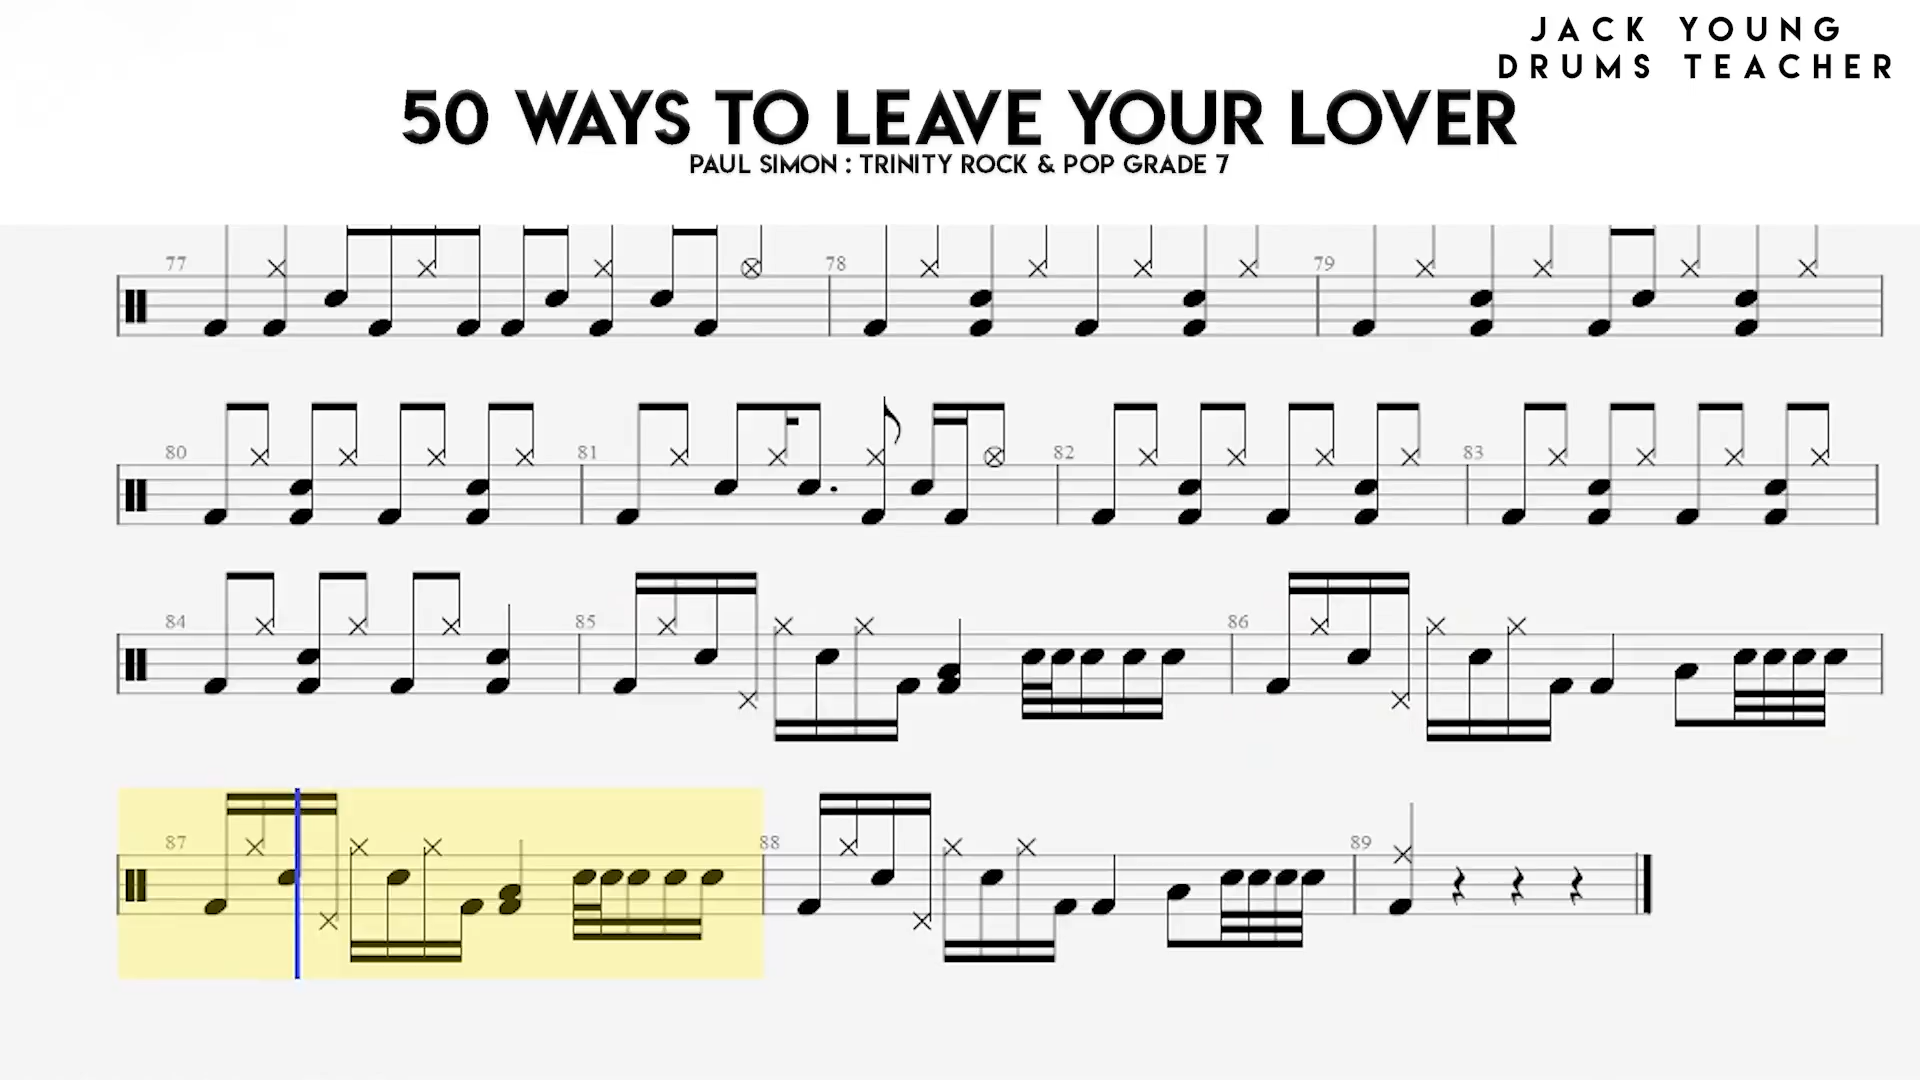 JACK YOUNG
DRUMS TEACHER
50 WAYS TO LEAVE YOUR LOVER
PAUL SIMON : TRINITY ROCK & POP GRADE 7
77 78 79
80 81 82 83
84 85 86
87 88 89